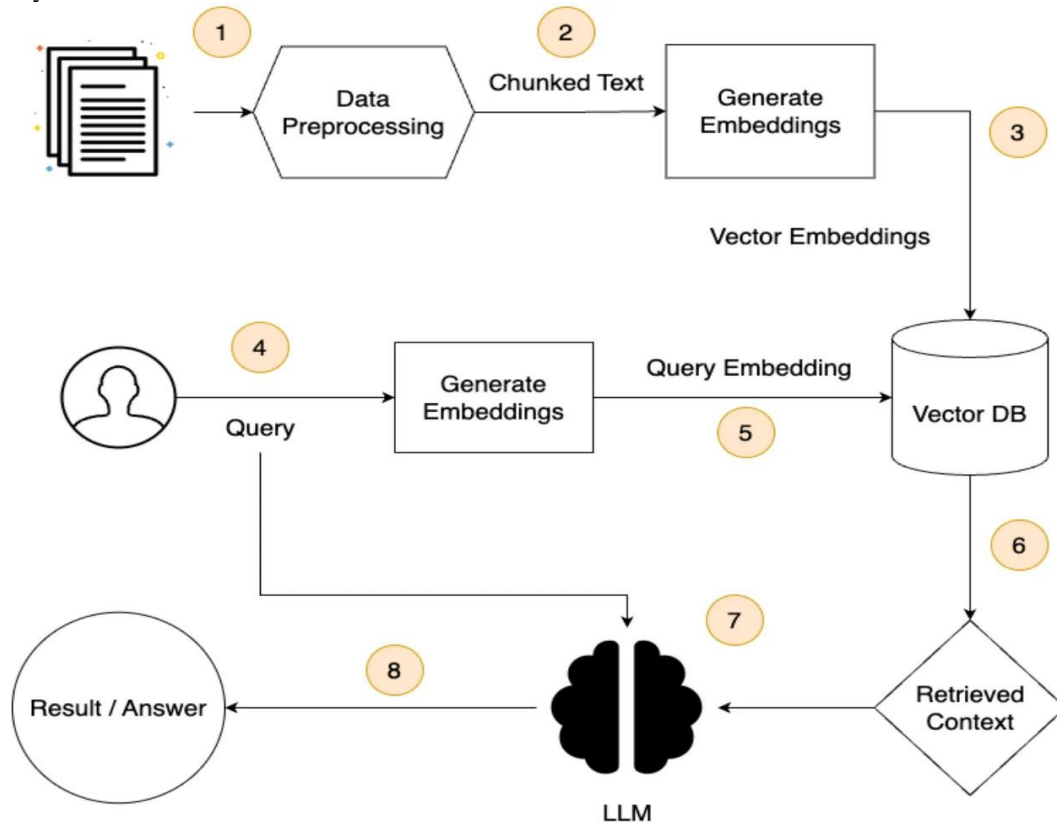 1
Data
Preprocessing
2
Chunked Text
Generate
Embeddings
3
Vector Embeddings
4
Query
Generate
Embeddings
Query Embedding
5
Vector DB
6
7
Retrieved
Context
LLM
8
Result / Answer